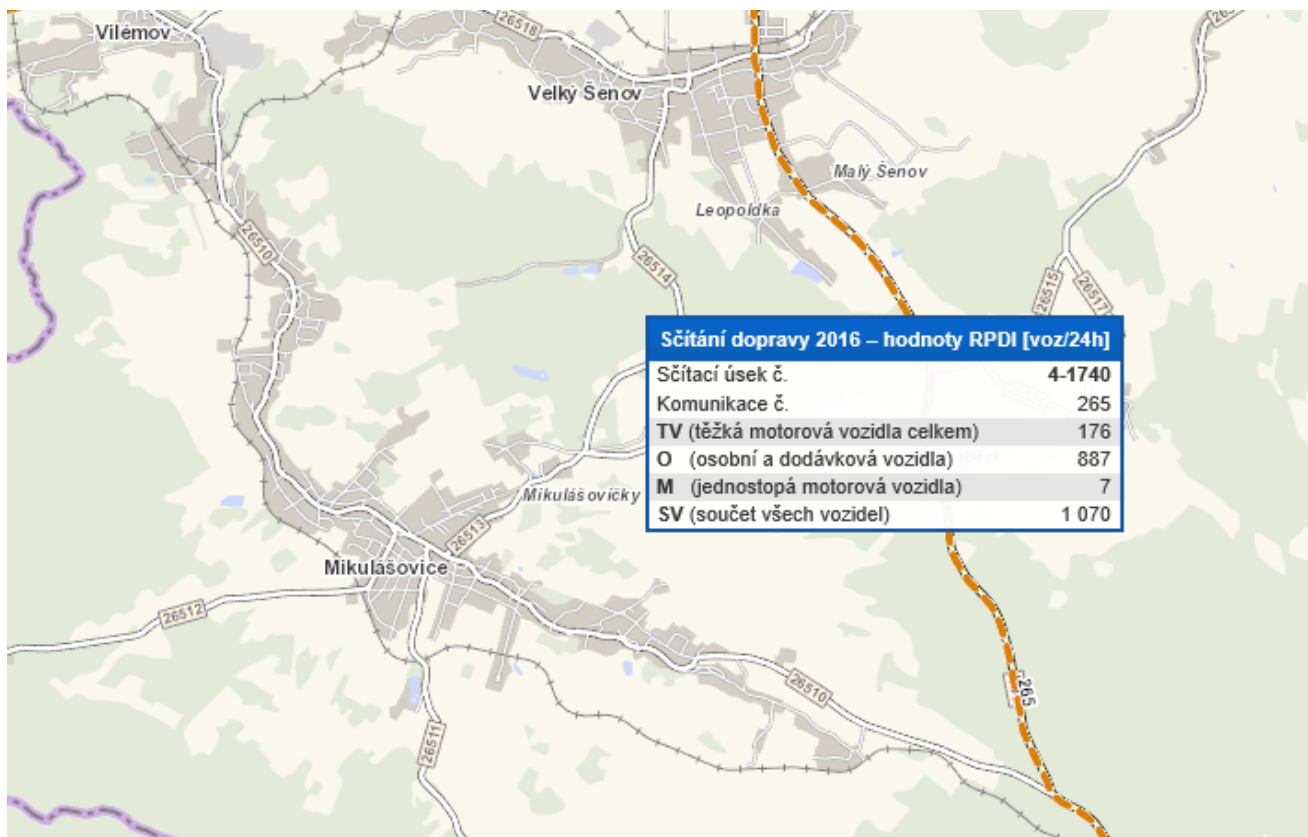 Vilémov
26518
Velký Šenov
Malý Šenov
Leopoldka
26510
26514
26515
26517
Sčítání dopravy 2016 – hodnoty RPDI [voz/24h]
Sčítací úsek č. 4-1740
Komunikace č. 265
TV (těžká motorová vozidla celkem) 176
O (osobní a dodávková vozidla) 887
M (jednostopá motorová vozidla) 7
SV (součet všech vozidel) 1 070
Mikulášovičky
26513
Mikulášovice
26512
26510
265
26511